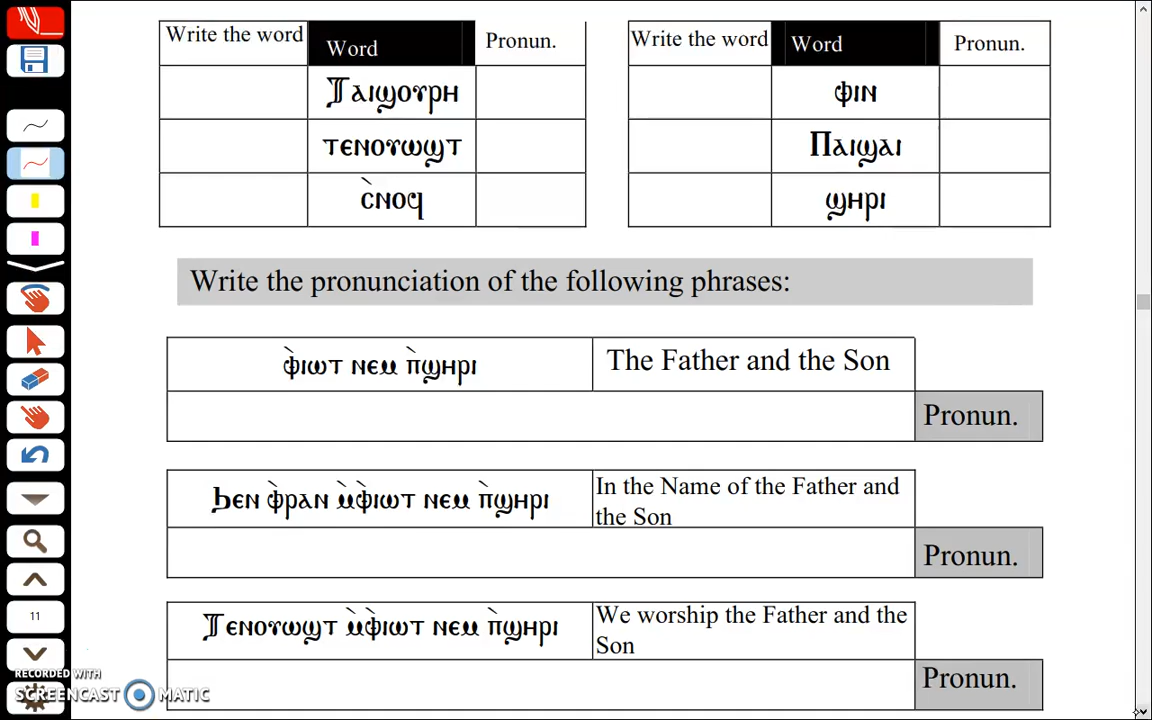 Write the word Word Pronun. Write the word Word Pronun.
Ⲧⲁⲓϣⲟⲩⲣⲏ ⲫⲓⲛ
ⲧⲉⲛⲟⲩⲱϣⲧ Ⲡⲁⲓϣⲁⲓ
ⲥ̀ⲛⲟϥ ϣⲏⲣⲓ
Write the pronunciation of the following phrases:
ⲫ̀ⲓⲱⲧ ⲛⲉⲙ ⲡ̀ϣⲏⲣⲓ The Father and the Son
Pronun.
Ϧⲉⲛ ⲫ̀ⲣⲁⲛ ⲙ̀ⲫ̀ⲓⲱⲧ ⲛⲉⲙ ⲡ̀ϣⲏⲣⲓ In the Name of the Father and
the Son
Pronun.
Ⲧⲉⲛⲟⲩⲱϣⲧ ⲙ̀ⲫ̀ⲓⲱⲧ ⲛⲉⲙ ⲡ̀ϣⲏⲣⲓ We worship the Father and the
Son
Pronun.
11
RECORDED WITH
SCREENCAST MATIC